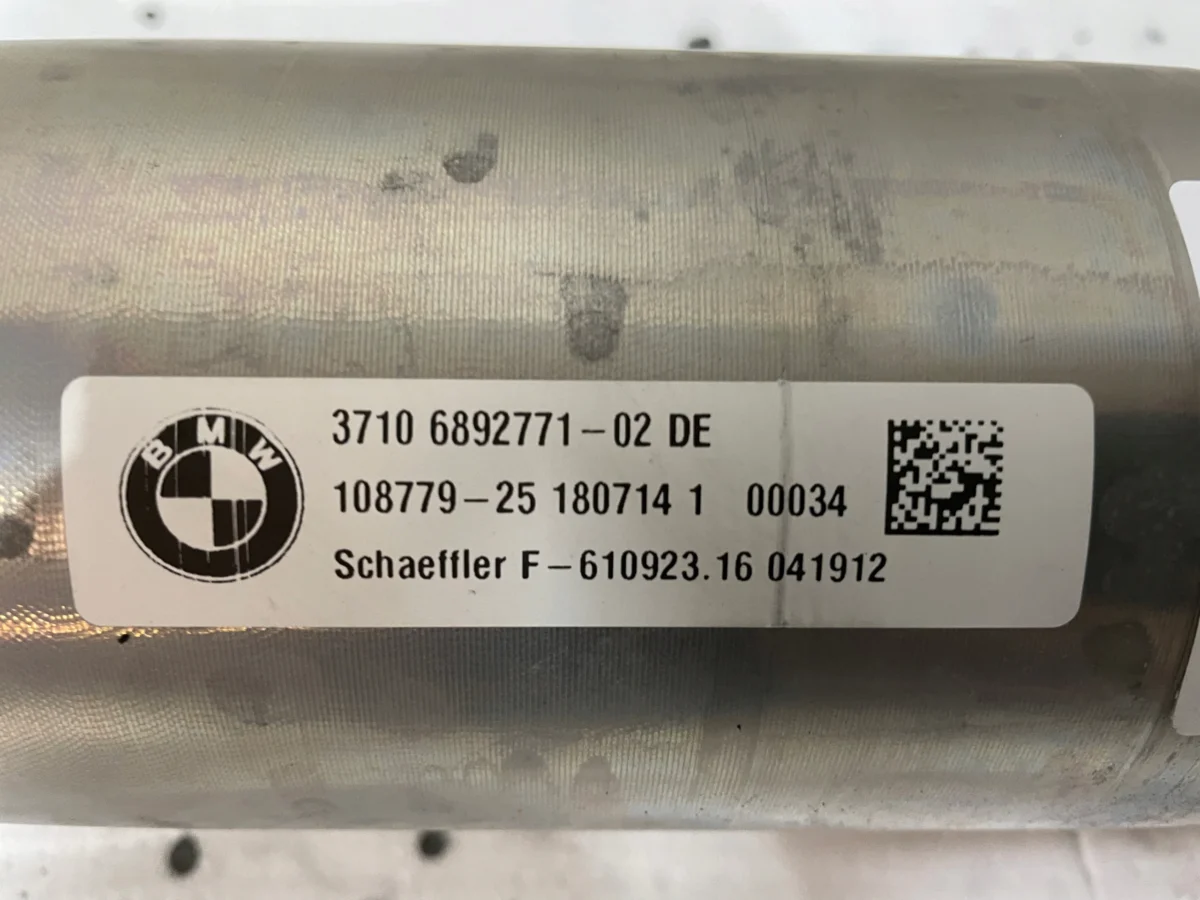 BMW
3710 6892771-02 DE
108779-25 180714 1 00034
Schaeffler F-610923.16 041912